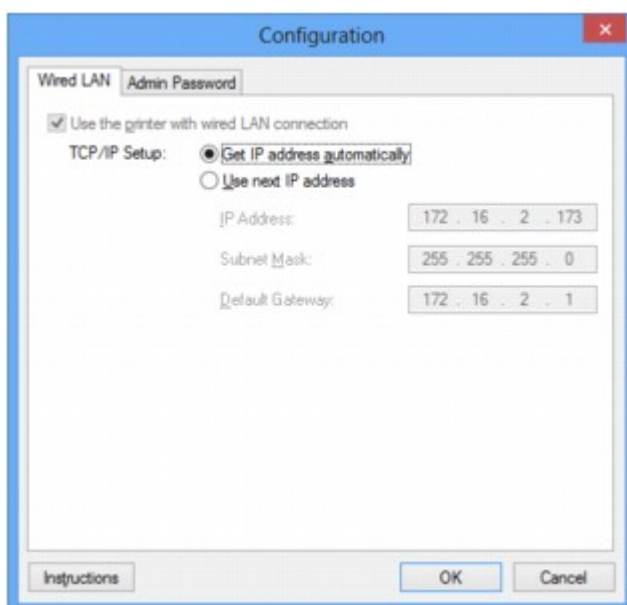 Configuration
Wired LAN Admin Password
Use the printer with wired LAN connection
TCP/IP Setup: Get IP address automatically
Use next IP address
IP Address: 172 . 16 . 2 . 173
Subnet Mask: 255 . 255 . 255 . 0
Default Gateway: 172 . 16 . 2 . 1
Instructions OK Cancel